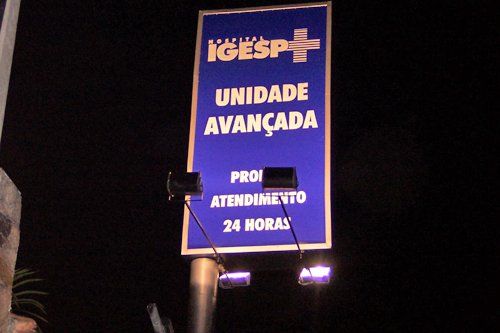 HOSPITAL
IGESP
UNIDADE
AVANÇADA
ATENDIMENTO
24 HORAS